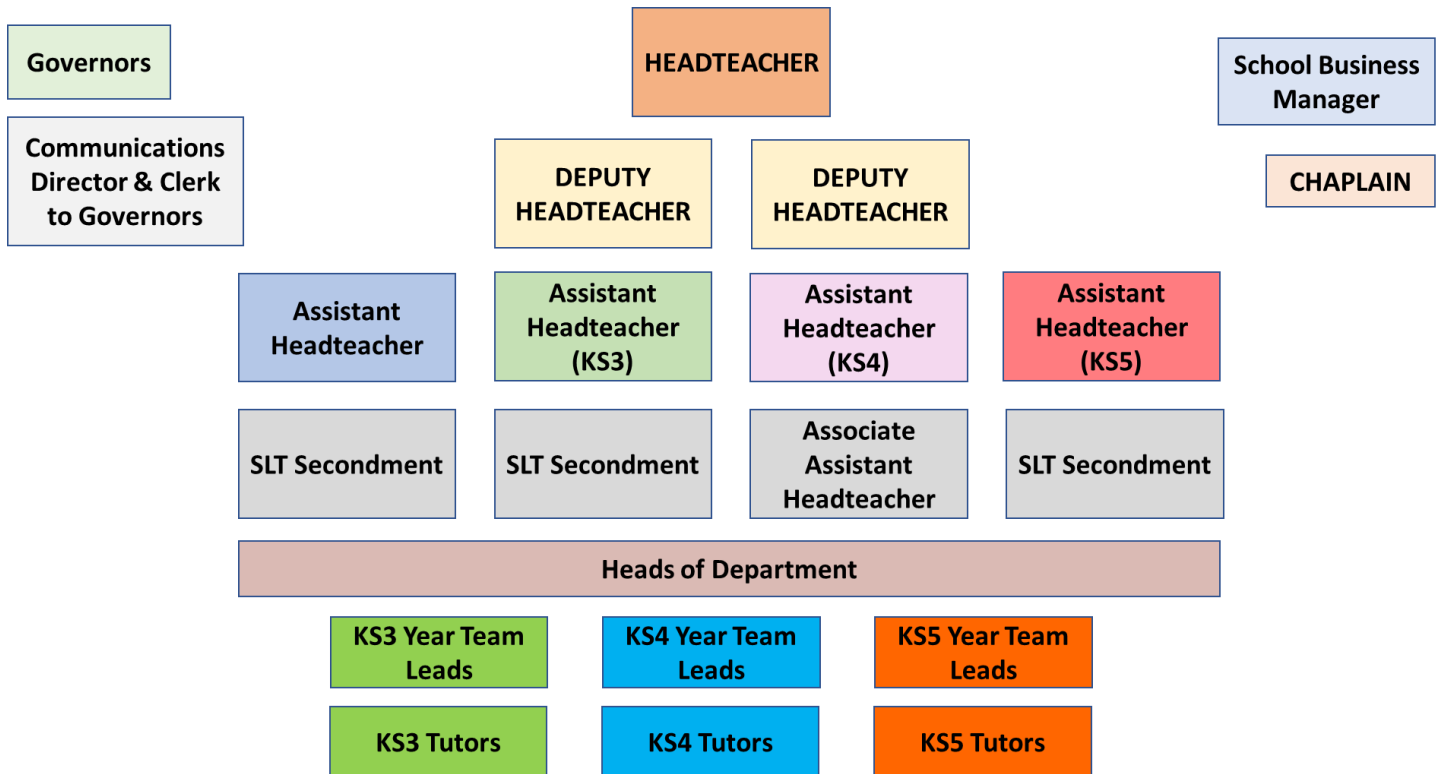 Governors
HEADTEACHER
School Business
Manager
Communications
Director & Clerk
to Governors
DEPUTY
HEADTEACHER
DEPUTY
HEADTEACHER
CHAPLAIN
Assistant
Headteacher
Assistant
Headteacher
(KS3)
Assistant
Headteacher
(KS4)
Assistant
Headteacher
(KS5)
SLT Secondment
SLT Secondment
Associate
Assistant
Headteacher
SLT Secondment
Heads of Department
KS3 Year Team
Leads
KS4 Year Team
Leads
KS5 Year Team
Leads
KS3 Tutors
KS4 Tutors
KS5 Tutors